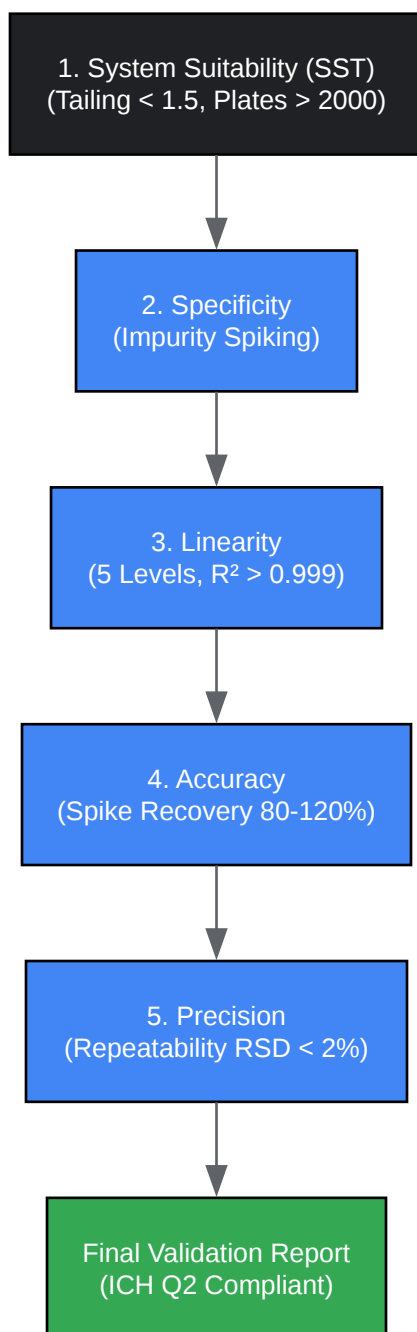 1. System Suitability (SST)
(Tailing < 1.5, Plates > 2000)
2. Specificity
(Impurity Spiking)
3. Linearity
(5 Levels, R² > 0.999)
4. Accuracy
(Spike Recovery 80-120%)
5. Precision
(Repeatability RSD < 2%)
Final Validation Report
(ICH Q2 Compliant)